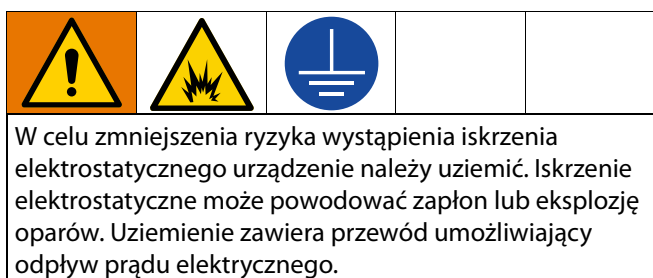 W celu zmniejszenia ryzyka wystąpienia iskrzenia
elektrostatycznego urządzenie należy uziemić. Iskrzenie
elektrostatyczne może powodować zapłon lub eksplozję
oparów. Uziemienie zawiera przewód umożliwiający
odpływ prądu elektrycznego.